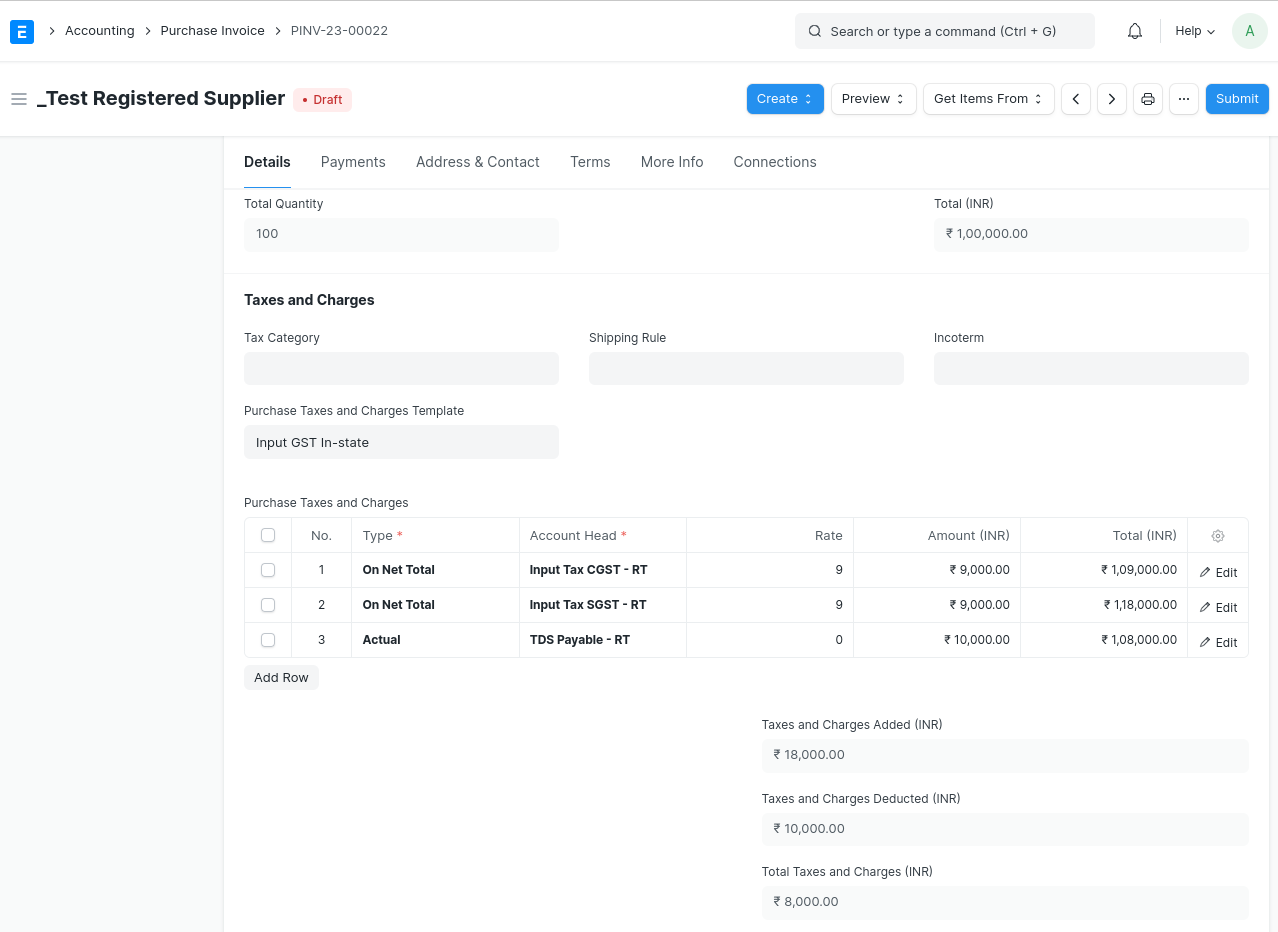 E Accounting Purchase Invoice PINV-23-00022 Search or type a command (Ctrl + G) Help A
_Test Registered Supplier • Draft Create Preview Get Items From ··· Submit
Details Payments Address & Contact Terms More Info Connections
Total Quantity Total (INR)
100 ₹ 1,00,000.00
Taxes and Charges
Tax Category Shipping Rule Incoterm
Purchase Taxes and Charges Template
Input GST In-state
Purchase Taxes and Charges
No. Type * Account Head * Rate Amount (INR) Total (INR)
1 On Net Total Input Tax CGST - RT 9 ₹ 9,000.00 ₹ 1,09,000.00 Edit
2 On Net Total Input Tax SGST - RT 9 ₹ 9,000.00 ₹ 1,18,000.00 Edit
3 Actual TDS Payable - RT 0 ₹ 10,000.00 ₹ 1,08,000.00 Edit
Add Row
Taxes and Charges Added (INR)
₹ 18,000.00
Taxes and Charges Deducted (INR)
₹ 10,000.00
Total Taxes and Charges (INR)
₹ 8,000.00